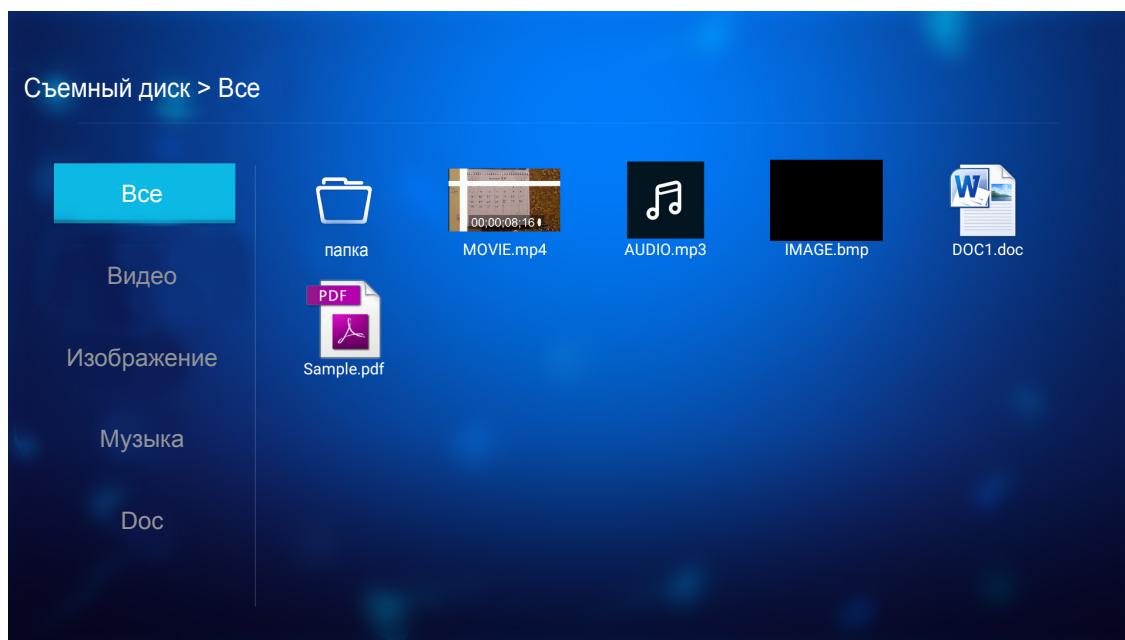 Съемный диск > Все
Все
Видео
Изображение
Музыка
Doc
00;00;08;16
папка
MOVIE.mp4
AUDIO.mp3
IMAGE.bmp
W
DOC1.doc
PDF
Sample.pdf